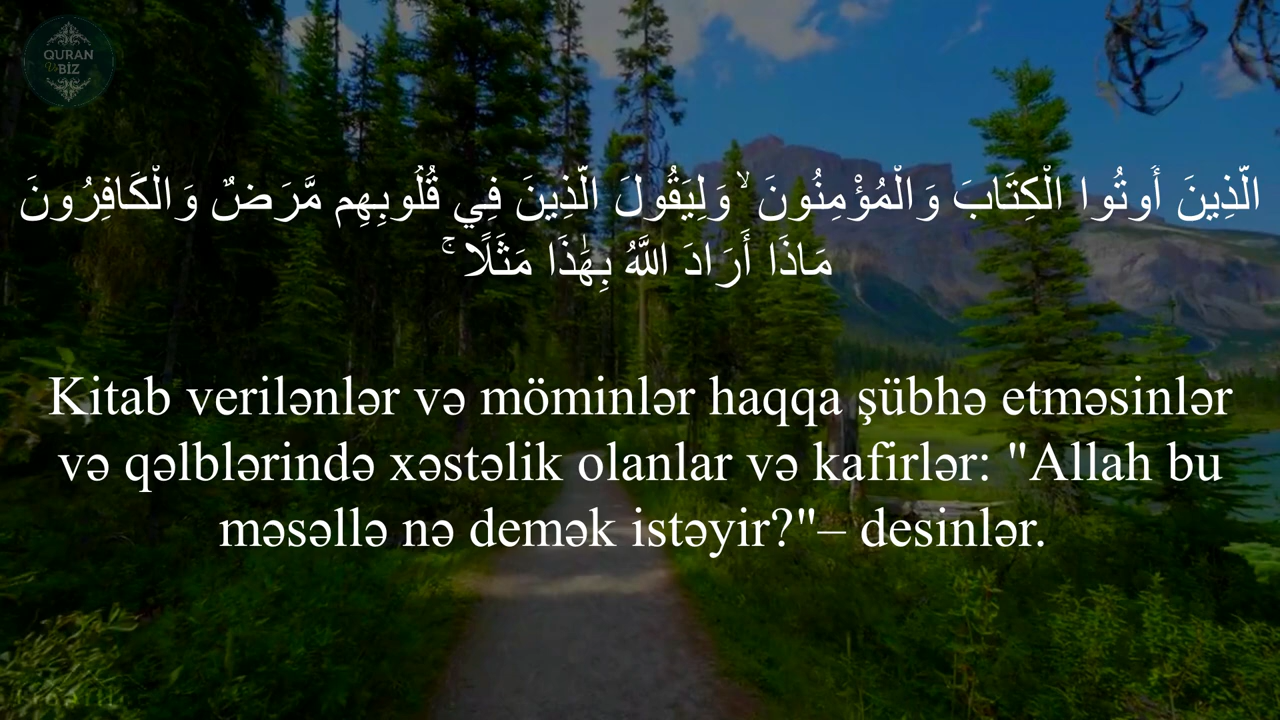 QURAN
Və
BİZ
الَّذِينَ أُوتُوا الْكِتَابَ وَالْمُؤْمِنُونَ ۙ وَلِيَقُولَ الَّذِينَ فِي قُلُوبِهِم مَّرَضٌ وَالْكَافِرُونَ
مَاذَا أَرَادَ اللَّهُ بِهَٰذَا مَثَلًا ۚ
Kitab verilənlər və möminlər haqqa şübhə etməsinlər
və qəlblərində xəstəlik olanlar və kafirlər: "Allah bu
məsəllə nə demək istəyir?"– desinlər.